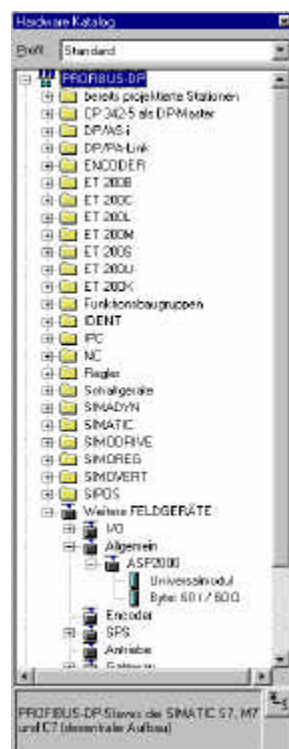 Hardware Katalog
Profil Standard
PROFIBUS-DP
bereits projektierte Stationen
CP 342-5 als DP-Master
DP/AS-i
DP/PA-Link
ENCODER
ET 200B
ET 200C
ET 200L
ET 200M
ET 200S
ET 200U
ET 200X
Funktionsbaugruppen
IDENT
IPC
NC
Regler
Schaltgeräte
SIMADYN
SIMATIC
SIMODRIVE
SIMOREG
SIMOVERT
SIPOS
Weitere FELDGERÄTE
I/O
Allgemein
ASP2000
Universalmodul
Encoder
SPS
Antriebe
PROFIBUS-DP-Slaves der SIMATIC S7, M7
und C7 (dezentraler Aufbau)